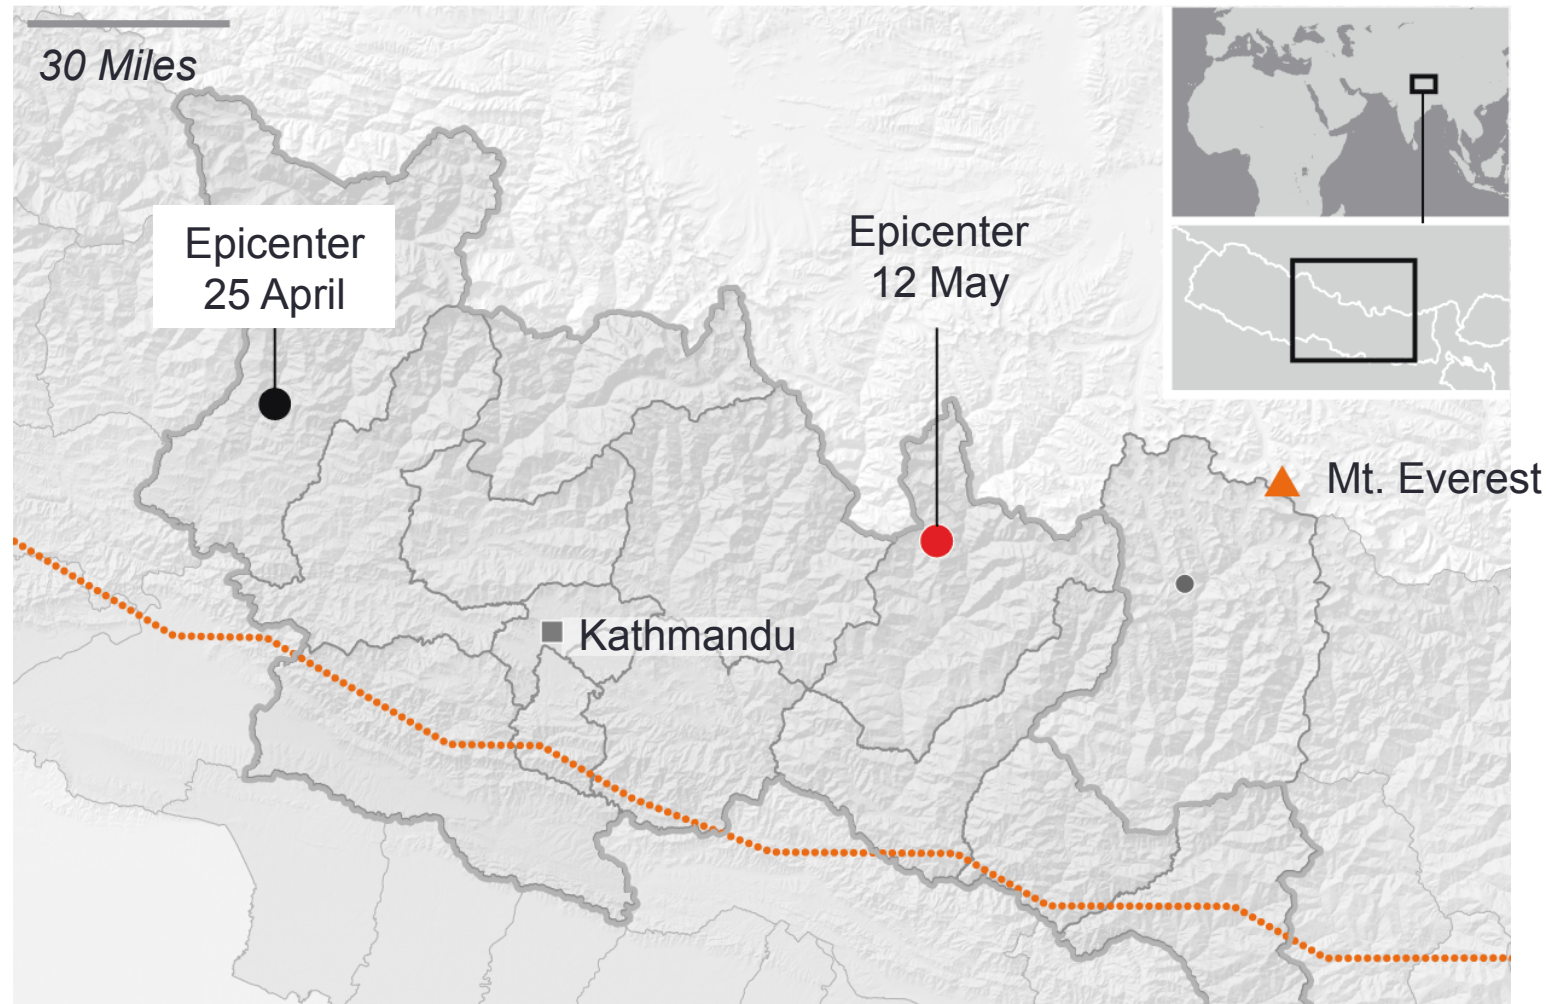 30 Miles
Epicenter
25 April
Epicenter
12 May
Mt. Everest
Kathmandu